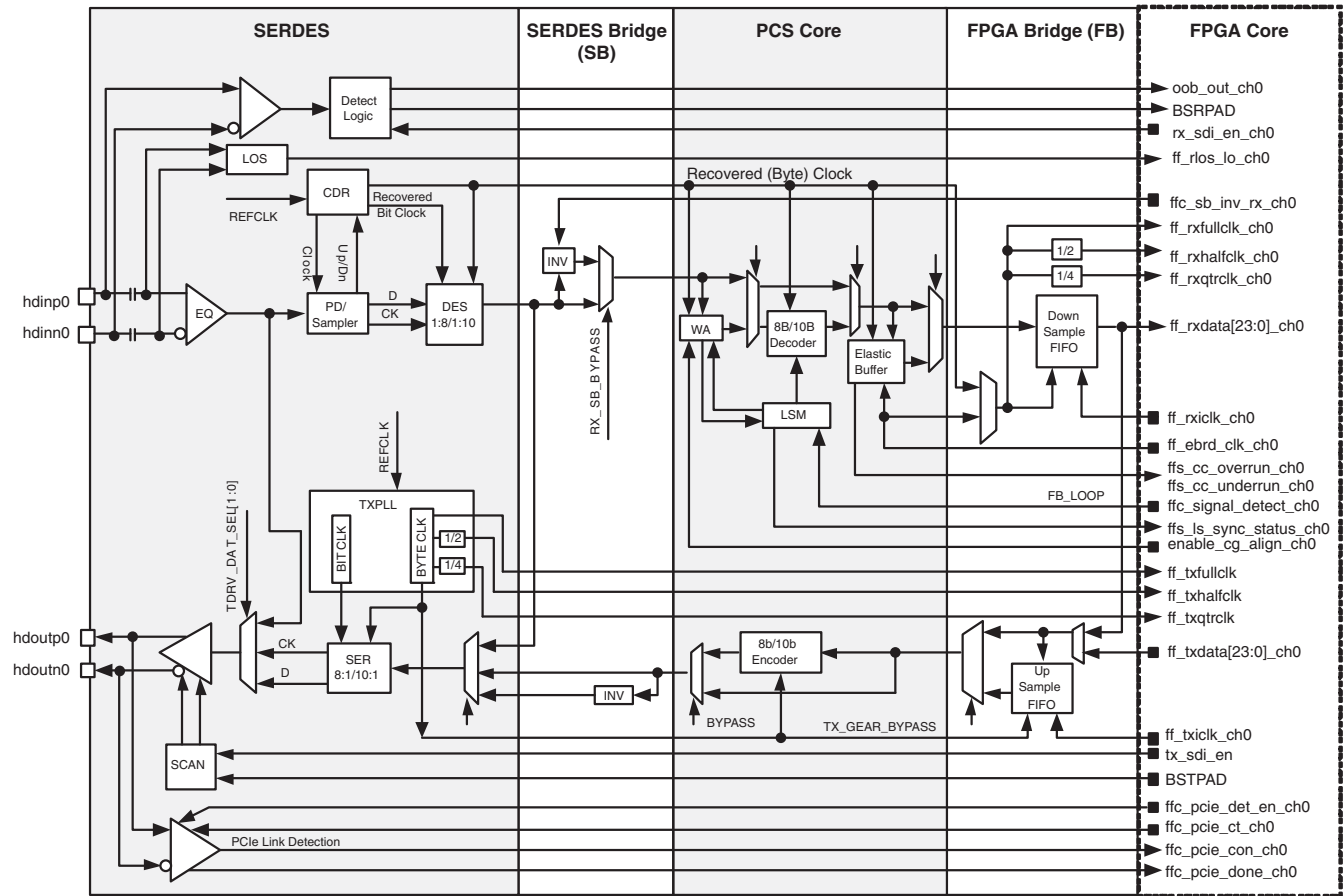 SERDES
SERDES Bridge
(SB)
PCS Core
FPGA Bridge (FB)
FPGA Core
Detect
Logic
oob_out_ch0
BSRPAD
rx_sdi_en_ch0
LOS
ff_rlos_lo_ch0
CDR
Recovered
Bit Clock
REFCLK
Recovered (Byte) Clock
ffc_sb_inv_rx_ch0
ff_rxfullclk_ch0
Clock
Up/Dn
INV
1/2
ff_rxhalfclk_ch0
1/4
ff_rxqtrclk_ch0
hdinp0
hdinn0
EQ
PD/
Sampler
D
CK
DES
1:8/1:10
WA
8B/10B
Decoder
Elastic
Buffer
Down
Sample
FIFO
ff_rxdata[23:0]_ch0
RX_SB_BYPASS
LSM
ff_rxiclk_ch0
ff_ebrd_clk_ch0
ffs_cc_overrun_ch0
ffs_cc_underrun_ch0
FB_LOOP
ffc_signal_detect_ch0
ffs_ls_sync_status_ch0
enable_cg_align_ch0
REFCLK
TXPLL
BIT CLK
BYTE CLK
1/2
1/4
TDRV_DAT_SEL[1:0]
ff_txfullclk
ff_txhalfclk
ff_txqtrclk
hdoutp0
hdoutn0
CK
D
SER
8:1/10:1
INV
8b/10b
Encoder
Up
Sample
FIFO
ff_txdata[23:0]_ch0
BYPASS
TX_GEAR_BYPASS
ff_txiclk_ch0
tx_sdi_en
SCAN
BSTPAD
ffc_pcie_det_en_ch0
ffc_pcie_ct_ch0
PCIe Link Detection
ffc_pcie_con_ch0
ffc_pcie_done_ch0